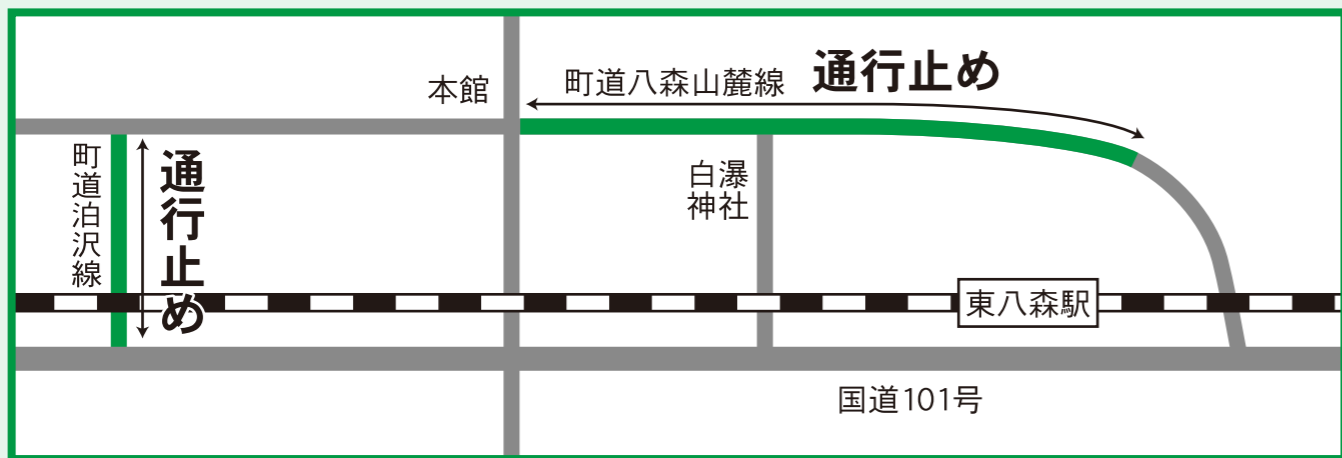 本館
町道八森山麓線
通行止め
町道泊沢線
通行止め
白瀑
神社
東八森駅
国道101号